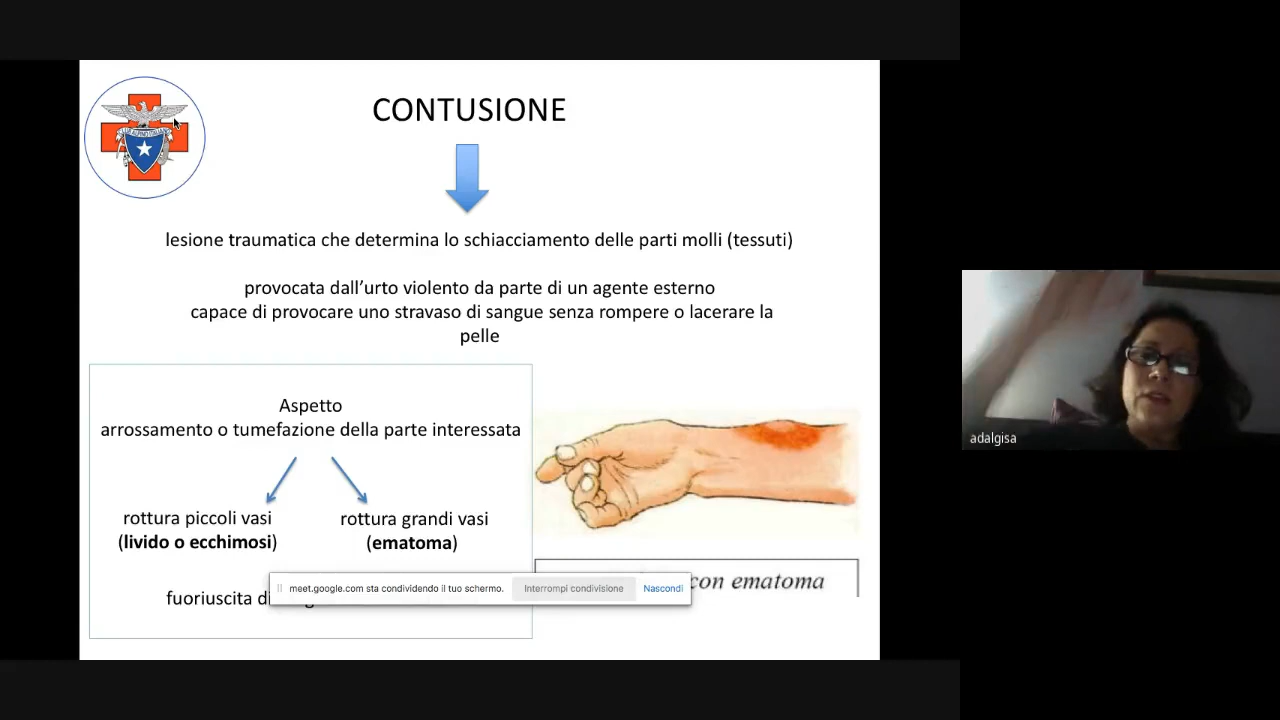 CONTUSIONE
lesione traumatica che determina lo schiacciamento delle parti molli (tessuti)
provocata dall’urto violento da parte di un agente esterno
capace di provocare uno stravaso di sangue senza rompere o lacerare la
pelle
Aspetto
arrossamento o tumefazione della parte interessata
rottura piccoli vasi
(livido o ecchimosi)
rottura grandi vasi
(ematoma)
fuoriuscita
con ematoma
meet.google.com sta condividendo il tuo schermo.
Interrompi condivisione
Nascondi
adalgisa